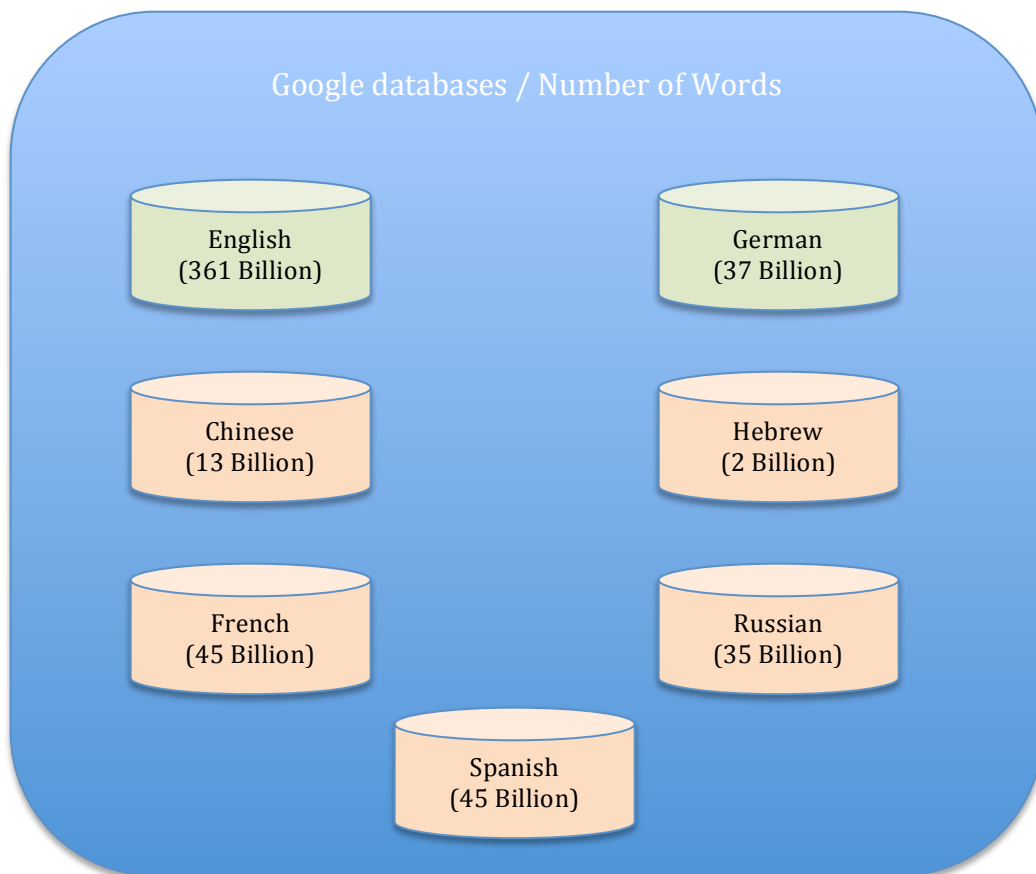 Google databases / Number of Words
English
(361 Billion)
German
(37 Billion)
Chinese
(13 Billion)
Hebrew
(2 Billion)
French
(45 Billion)
Russian
(35 Billion)
Spanish
(45 Billion)